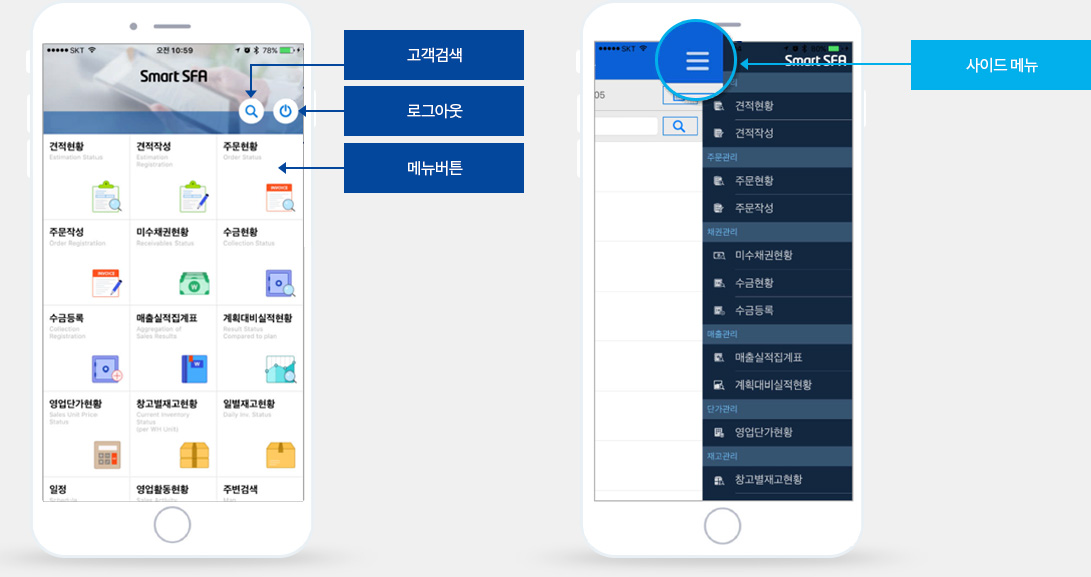 SKT
오전 10:59
78%
Smart SFA
고객검색
로그아웃
메뉴버튼
견적현황
Estimation Status
견적작성
Estimation
Registration
주문현황
Order Status
INVOICE
주문작성
Order Registration
INVOICE
미수채권현황
Receivables Status
W
수금현황
Collection Status
수금등록
Collection
Registration
매출실적집계표
Aggregation of
Sales Results
W
계획대비실적현황
Result Status
Compared to plan
영업단가현황
Sales Unit Price
Status
창고별재고현황
Current inventory
Status
(per WH Unit)
일별재고현황
Daily inv. Status
일정
Schedule
영업활동현황
Sales Activity
주변검색
Map
SKT
80%
Smart SFA
사이드 메뉴
05
리
견적현황
견적작성
주문관리
주문현황
주문작성
채권관리
미수채권현황
수금현황
수금등록
매출관리
매출실적집계표
계획대비실적현황
단가관리
영업단가현황
재고관리
창고별재고현황